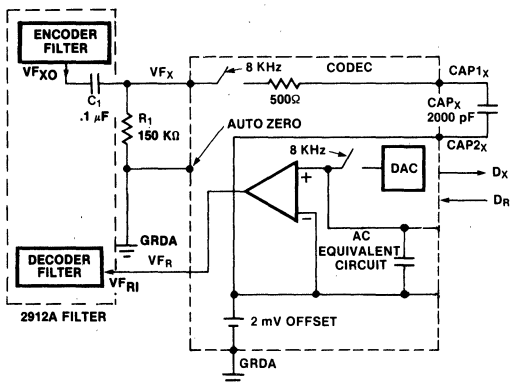 ENCODER
FILTER
VFXO
C1
.1 μF
VFX
R1
150 KΩ
8 KHz
500Ω
CODEC
CAP1X
CAPX
2000 pF
CAP2X
AUTO ZERO
8 KHz
DAC
+
−
DX
DR
AC
EQUIVALENT
CIRCUIT
GRDA
DECODER
FILTER
VFR
VFRI
2912A FILTER
2 mV OFFSET
GRDA